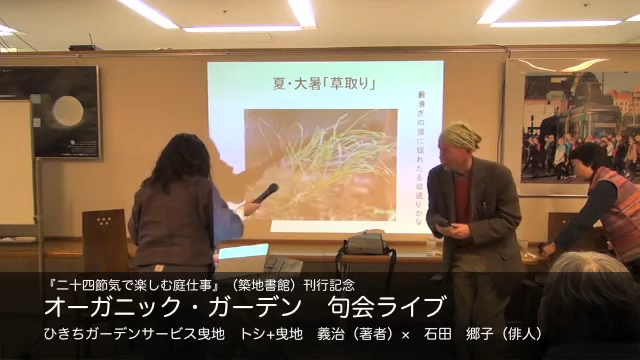 夏・大暑「草取り」
『二十四節気で楽しむ庭仕事』（築地書館）刊行記念
オーガニック・ガーデン　句会ライブ
ひきちガーデンサービス曳地　トシ+曳地　義治（著者）×　石田　郷子（俳人）